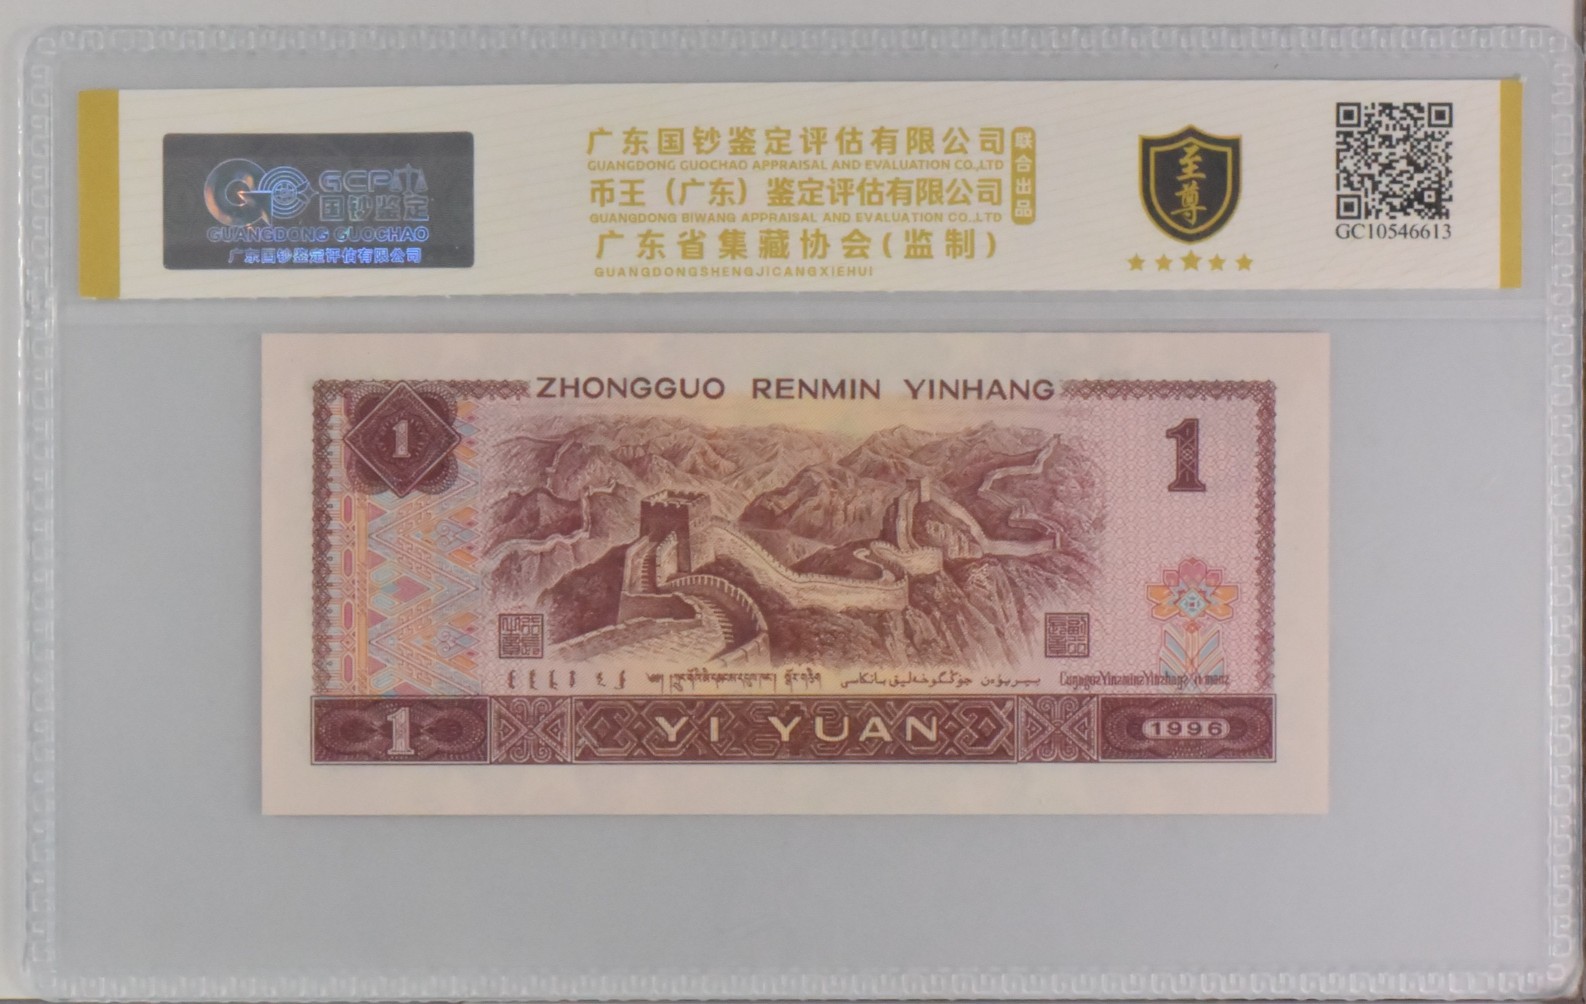 GCP
国钞鉴定
GUANGDONG GUOCHAO
广东国钞鉴定评估有限公司
广东国钞鉴定评估有限公司
GUANGDONG GUOCHAO APPRAISAL AND EVALUATION CO.,LTD
币王（广东）鉴定评估有限公司
GUANGDONG BIWANG APPRAISAL AND EVALUATION CO.,LTD
广东省集藏协会(监制)
GUANGDONGSHENGJICANGXIEHUI
联合出品
至尊
GC10546613
ZHONGGUO RENMIN YINHANG
1
1
1
YI YUAN
1996